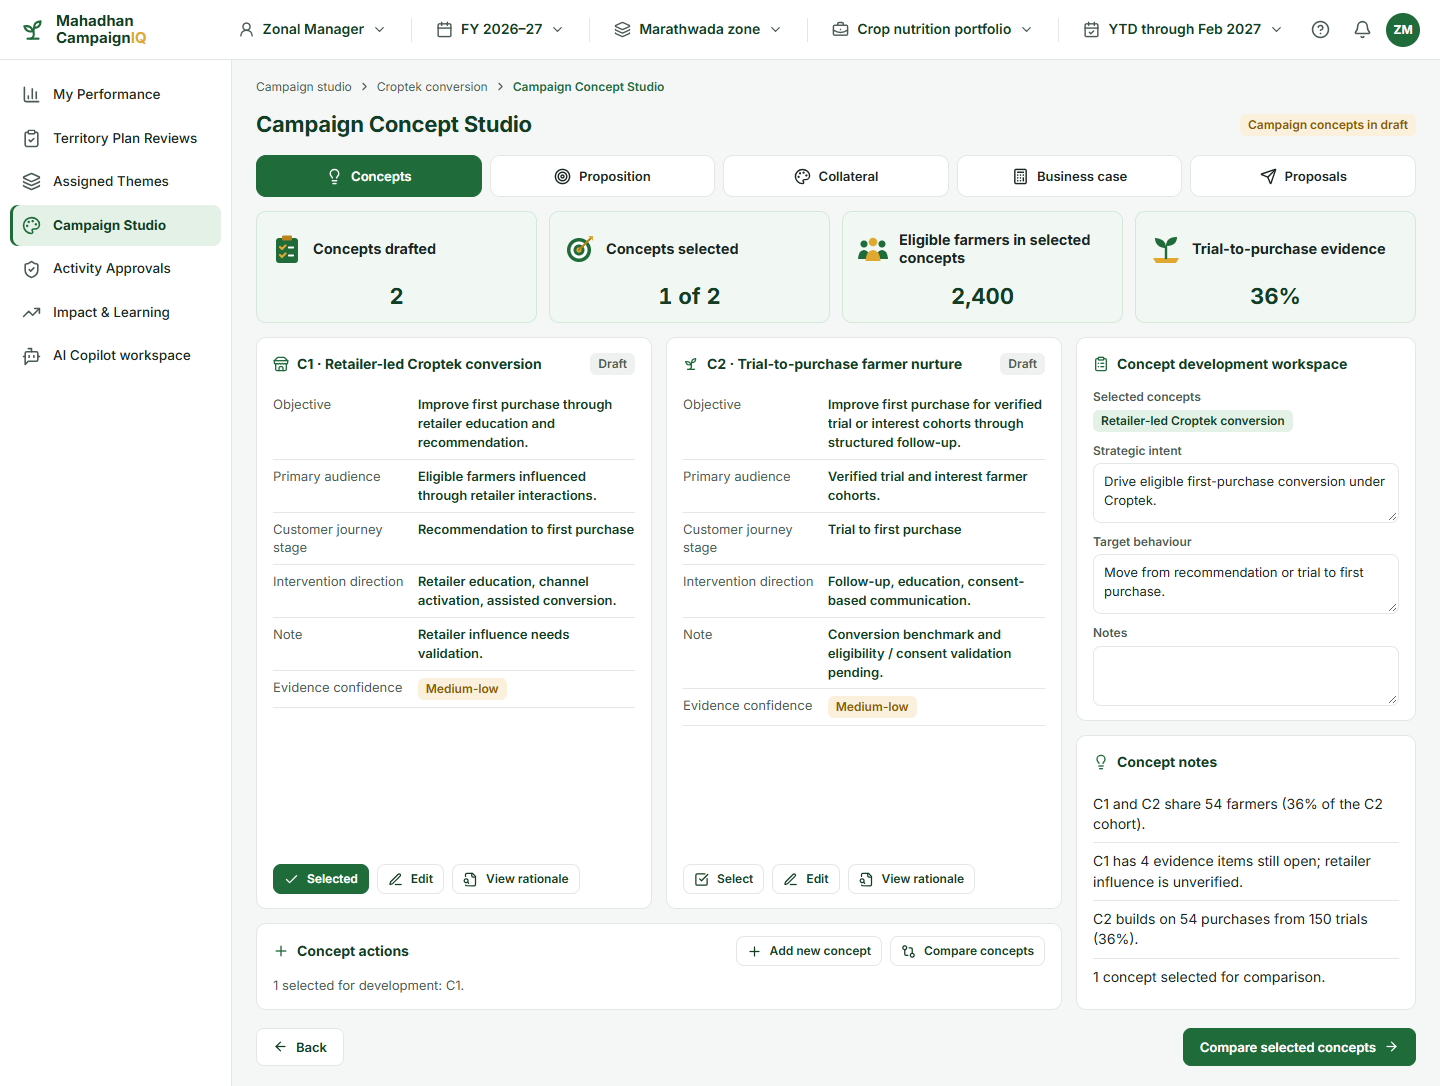 Mahadhan
CampaignIQ
Zonal Manager
FY 2026–27
Marathwada zone
Crop nutrition portfolio
YTD through Feb 2027
ZM
My Performance
Territory Plan Reviews
Assigned Themes
Campaign Studio
Activity Approvals
Impact & Learning
AI Copilot workspace
Campaign studio > Croptek conversion > Campaign Concept Studio
Campaign Concept Studio
Campaign concepts in draft
Concepts
Proposition
Collateral
Business case
Proposals
Concepts drafted
2
Concepts selected
1 of 2
Eligible farmers in selected
concepts
2,400
Trial-to-purchase evidence
36%
C1 · Retailer-led Croptek conversion
Draft
Objective
Improve first purchase through
retailer education and
recommendation.
Primary audience
Eligible farmers influenced
through retailer interactions.
Customer journey
stage
Recommendation to first purchase
Intervention direction
Retailer education, channel
activation, assisted conversion.
Note
Retailer influence needs
validation.
Evidence confidence
Medium-low
Selected
Edit
View rationale
C2 · Trial-to-purchase farmer nurture
Draft
Objective
Improve first purchase for verified
trial or interest cohorts through
structured follow-up.
Primary audience
Verified trial and interest farmer
cohorts.
Customer journey
stage
Trial to first purchase
Intervention direction
Follow-up, education, consent-
based communication.
Note
Conversion benchmark and
eligibility / consent validation
pending.
Evidence confidence
Medium-low
Select
Edit
View rationale
Concept development workspace
Selected concepts
Retailer-led Croptek conversion
Strategic intent
Drive eligible first-purchase conversion under
Croptek.
Target behaviour
Move from recommendation or trial to first
purchase.
Notes
Concept notes
C1 and C2 share 54 farmers (36% of the C2
cohort).
C1 has 4 evidence items still open; retailer
influence is unverified.
C2 builds on 54 purchases from 150 trials
(36%).
1 concept selected for comparison.
Concept actions
Add new concept
Compare concepts
1 selected for development: C1.
Back
Compare selected concepts